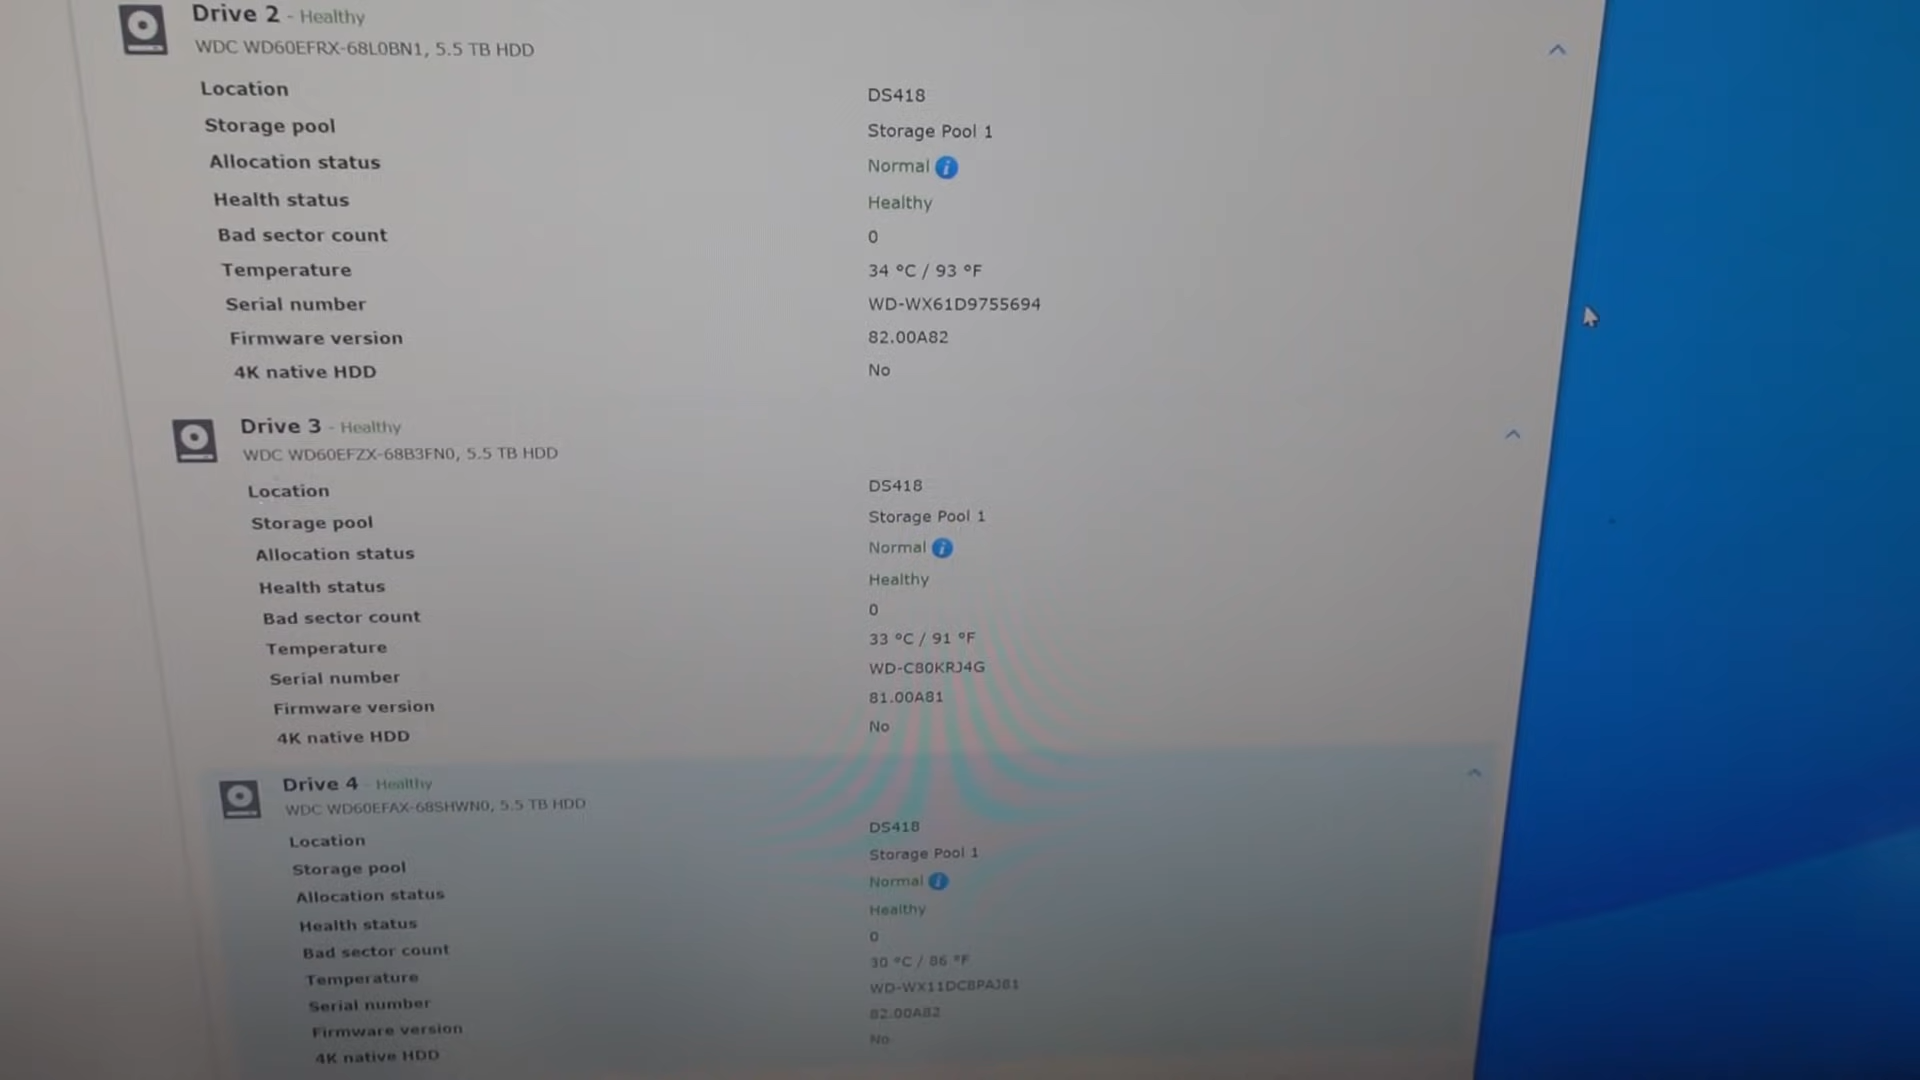 Drive 2 - Healthy
WDC WD60EFRX-68L0BN1, 5.5 TB HDD
Location DS418
Storage pool Storage Pool 1
Allocation status Normal i
Health status Healthy
Bad sector count 0
Temperature 34 °C / 93 °F
Serial number WD-WX61D9755694
Firmware version 82.00A82
4K native HDD No
Drive 3 - Healthy
WDC WD60EFZX-68B3FN0, 5.5 TB HDD
Location DS418
Storage pool Storage Pool 1
Allocation status Normal i
Health status Healthy
Bad sector count 0
Temperature 33 °C / 91 °F
Serial number WD-C80KRJ4G
Firmware version 81.00A81
4K native HDD No
Drive 4 - Healthy
WDC WD60EFAX-68SHWN0, 5.5 TB HDD
Location DS418
Storage pool Storage Pool 1
Allocation status Normal i
Health status Healthy
Bad sector count 0
Temperature 30 °C / 86 °F
Serial number WD-WX11DC8PAJ81
Firmware version 82.00A82
4K native HDD No